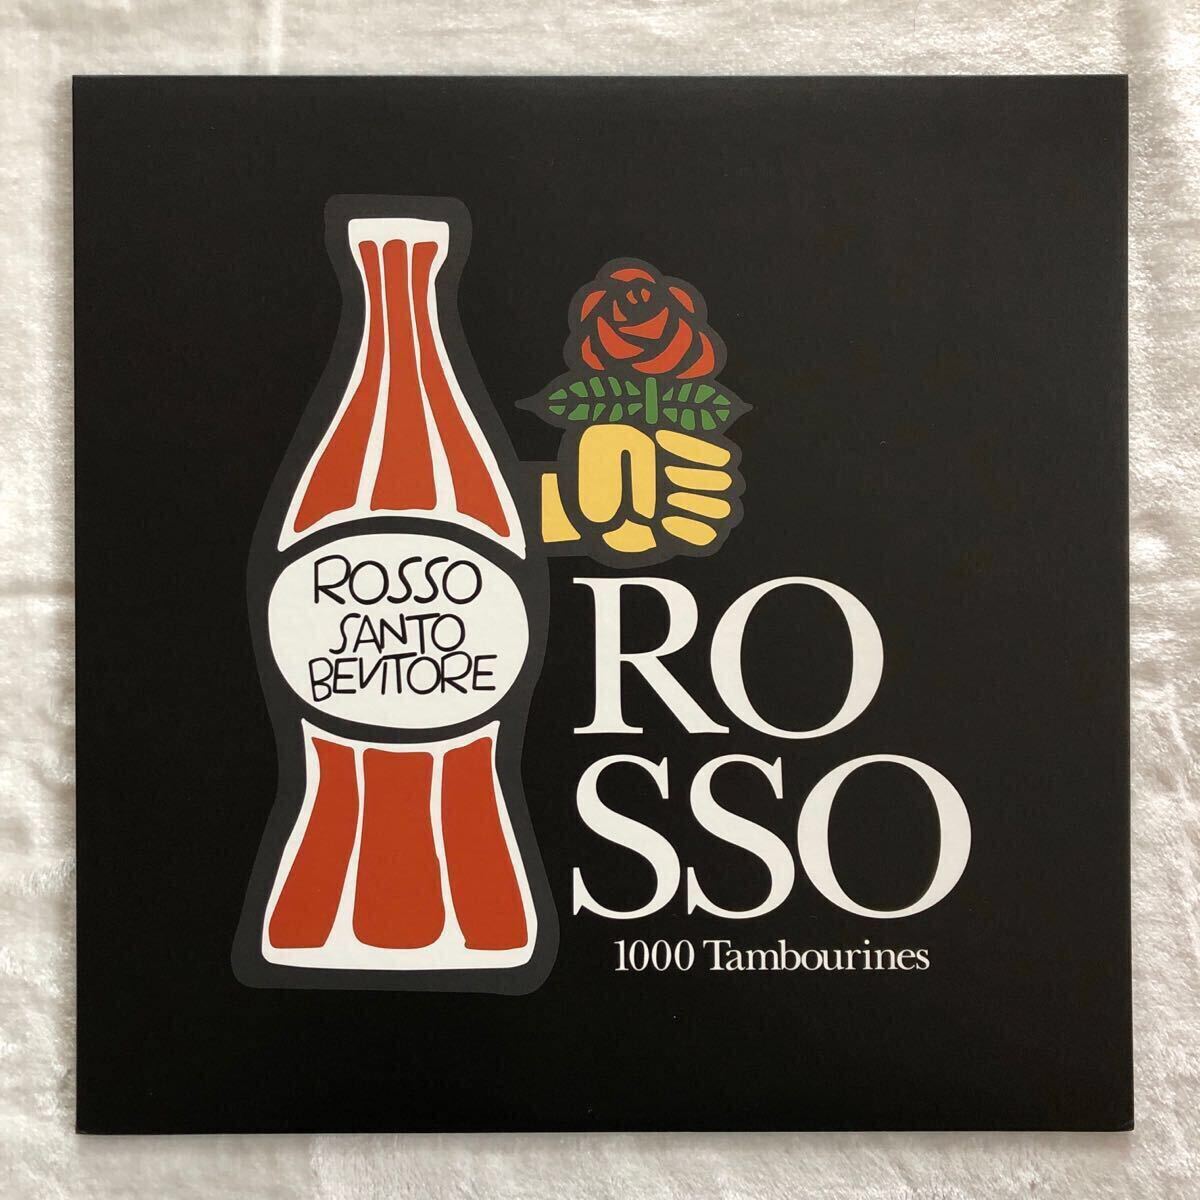 ROSSO
SANTO
BEVITORE
RO
SSO
1000 Tambourines